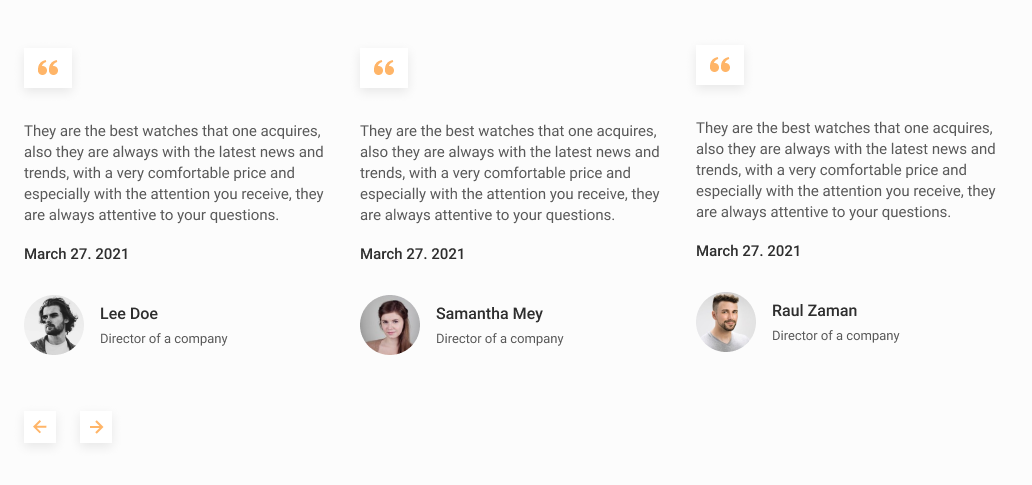 “
They are the best watches that one acquires,
also they are always with the latest news and
trends, with a very comfortable price and
especially with the attention you receive, they
are always attentive to your questions.
March 27. 2021
Lee Doe
Director of a company
“
They are the best watches that one acquires,
also they are always with the latest news and
trends, with a very comfortable price and
especially with the attention you receive, they
are always attentive to your questions.
March 27. 2021
Samantha Mey
Director of a company
“
They are the best watches that one acquires,
also they are always with the latest news and
trends, with a very comfortable price and
especially with the attention you receive, they
are always attentive to your questions.
March 27. 2021
Raul Zaman
Director of a company